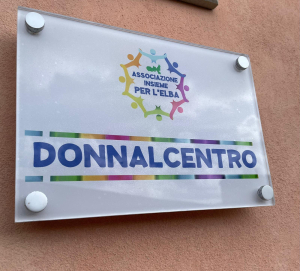 ASSOCIAZIONE
INSIEME
PER L'ELBA
DONNALCENTRO